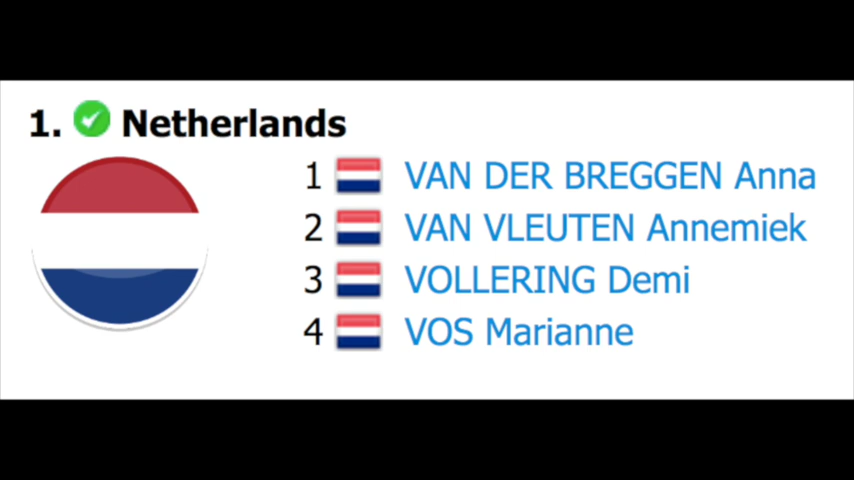 1. Netherlands
1 VAN DER BREGGEN Anna
2 VAN VLEUTEN Annemiek
3 VOLLERING Demi
4 VOS Marianne